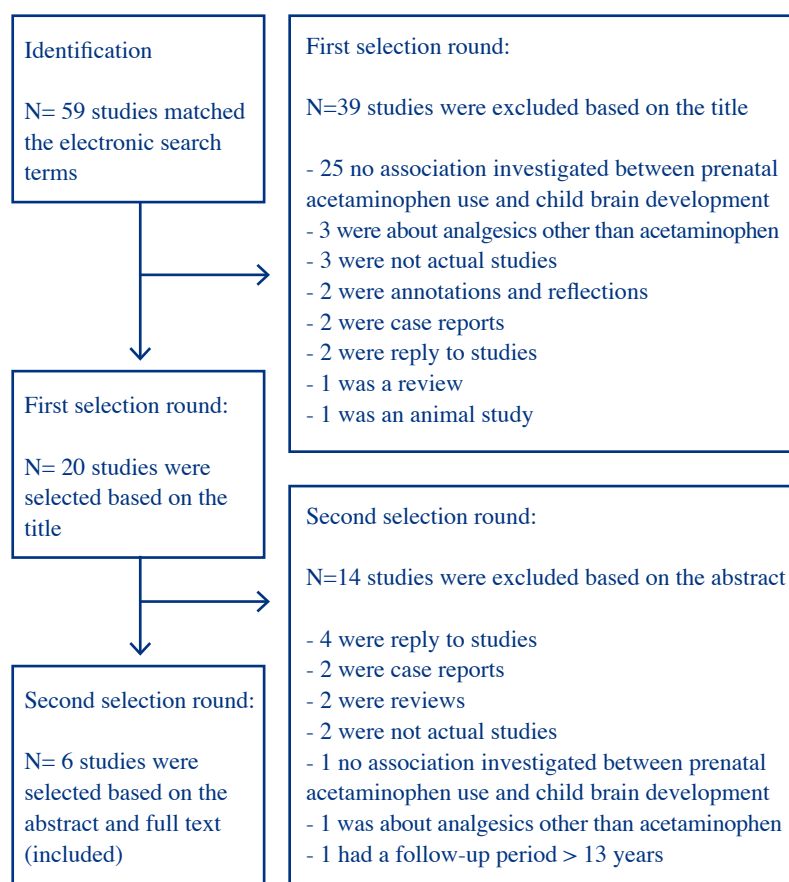 Identification
N= 59 studies matched
the electronic search
terms
First selection round:
N=39 studies were excluded based on the title
- 25 no association investigated between prenatal
acetaminophen use and child brain development
- 3 were about analgesics other than acetaminophen
- 3 were not actual studies
- 2 were annotations and reflections
- 2 were case reports
- 2 were reply to studies
- 1 was a review
- 1 was an animal study
First selection round:
N= 20 studies were
selected based on the
title
Second selection round:
N=14 studies were excluded based on the abstract
- 4 were reply to studies
- 2 were case reports
- 2 were reviews
- 2 were not actual studies
- 1 no association investigated between prenatal
acetaminophen use and child brain development
- 1 was about analgesics other than acetaminophen
- 1 had a follow-up period > 13 years
Second selection round:
N= 6 studies were
selected based on the
abstract and full text
(included)